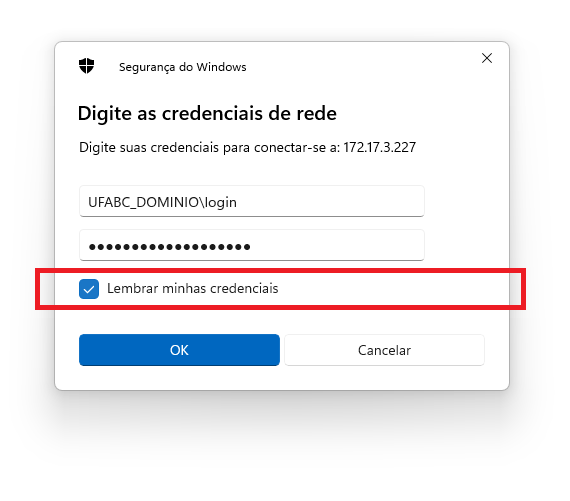 Segurança do Windows
Digite as credenciais de rede
Digite suas credenciais para conectar-se a: 172.17.3.227
UFABC_DOMINIO\login
●●●●●●●●●●●●●●●●●●●
Lembrar minhas credenciais
OK
Cancelar